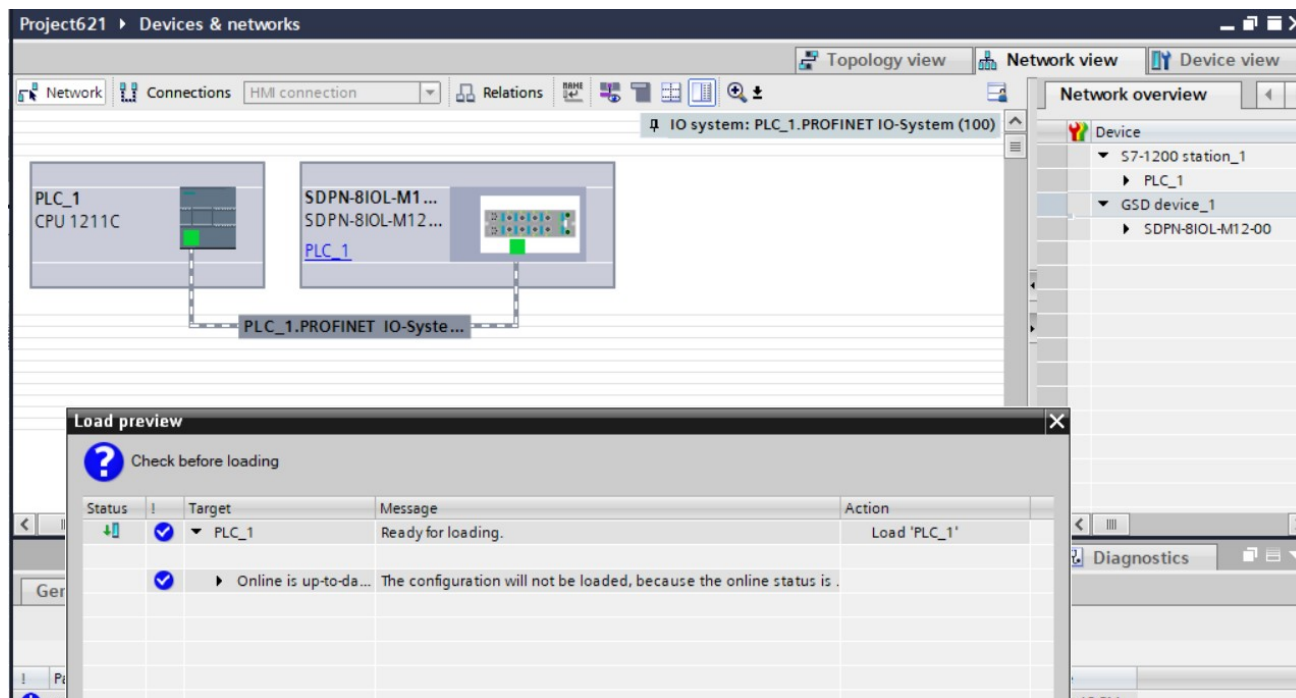 Project621 ▸ Devices & networks
Topology view Network view Device view
Network Connections HMI connection Relations
Network overview
IO system: PLC_1.PROFINET IO-System (100)
Device
S7-1200 station_1
PLC_1
GSD device_1
SDPN-8IOL-M12-00
PLC_1
CPU 1211C
SDPN-8IOL-M1...
SDPN-8IOL-M12...
PLC_1
PLC_1.PROFINET IO-Syste...
Load preview
Check before loading
Status ! Target Message Action
PLC_1 Ready for loading. Load 'PLC_1'
Online is up-to-da... The configuration will not be loaded, because the online status is .
Diagnostics
Ger
! Pa